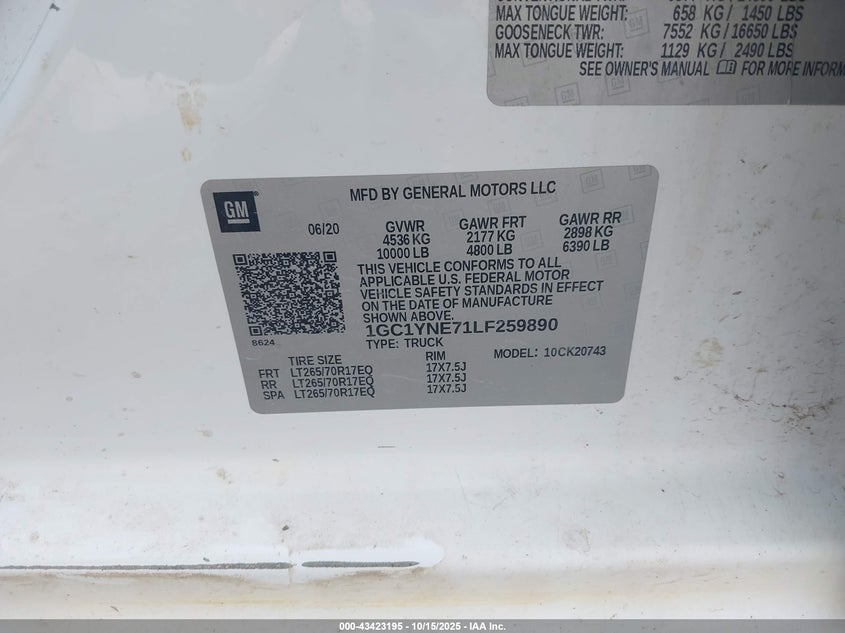 MAX TONGUE WEIGHT: 658 KG / 1450 LBS
GOOSENECK TWR: 7552 KG / 16650 LBS
MAX TONGUE WEIGHT: 1129 KG / 2490 LBS
SEE OWNER'S MANUAL FOR MORE INFORM
GM
MFD BY GENERAL MOTORS LLC
06/20 GVWR GAWR FRT GAWR RR
4536 KG 2177 KG 2898 KG
10000 LB 4800 LB 6390 LB
THIS VEHICLE CONFORMS TO ALL
APPLICABLE U.S. FEDERAL MOTOR
VEHICLE SAFETY STANDARDS IN EFFECT
ON THE DATE OF MANUFACTURE
SHOWN ABOVE.
1GC1YNE71LF259890
8624
TYPE: TRUCK MODEL: 10CK20743
TIRE SIZE RIM
FRT LT265/70R17EQ 17X7.5J
RR LT265/70R17EQ 17X7.5J
SPA LT265/70R17EQ 17X7.5J
000-43423195 - 10/15/2025 - IAA Inc.